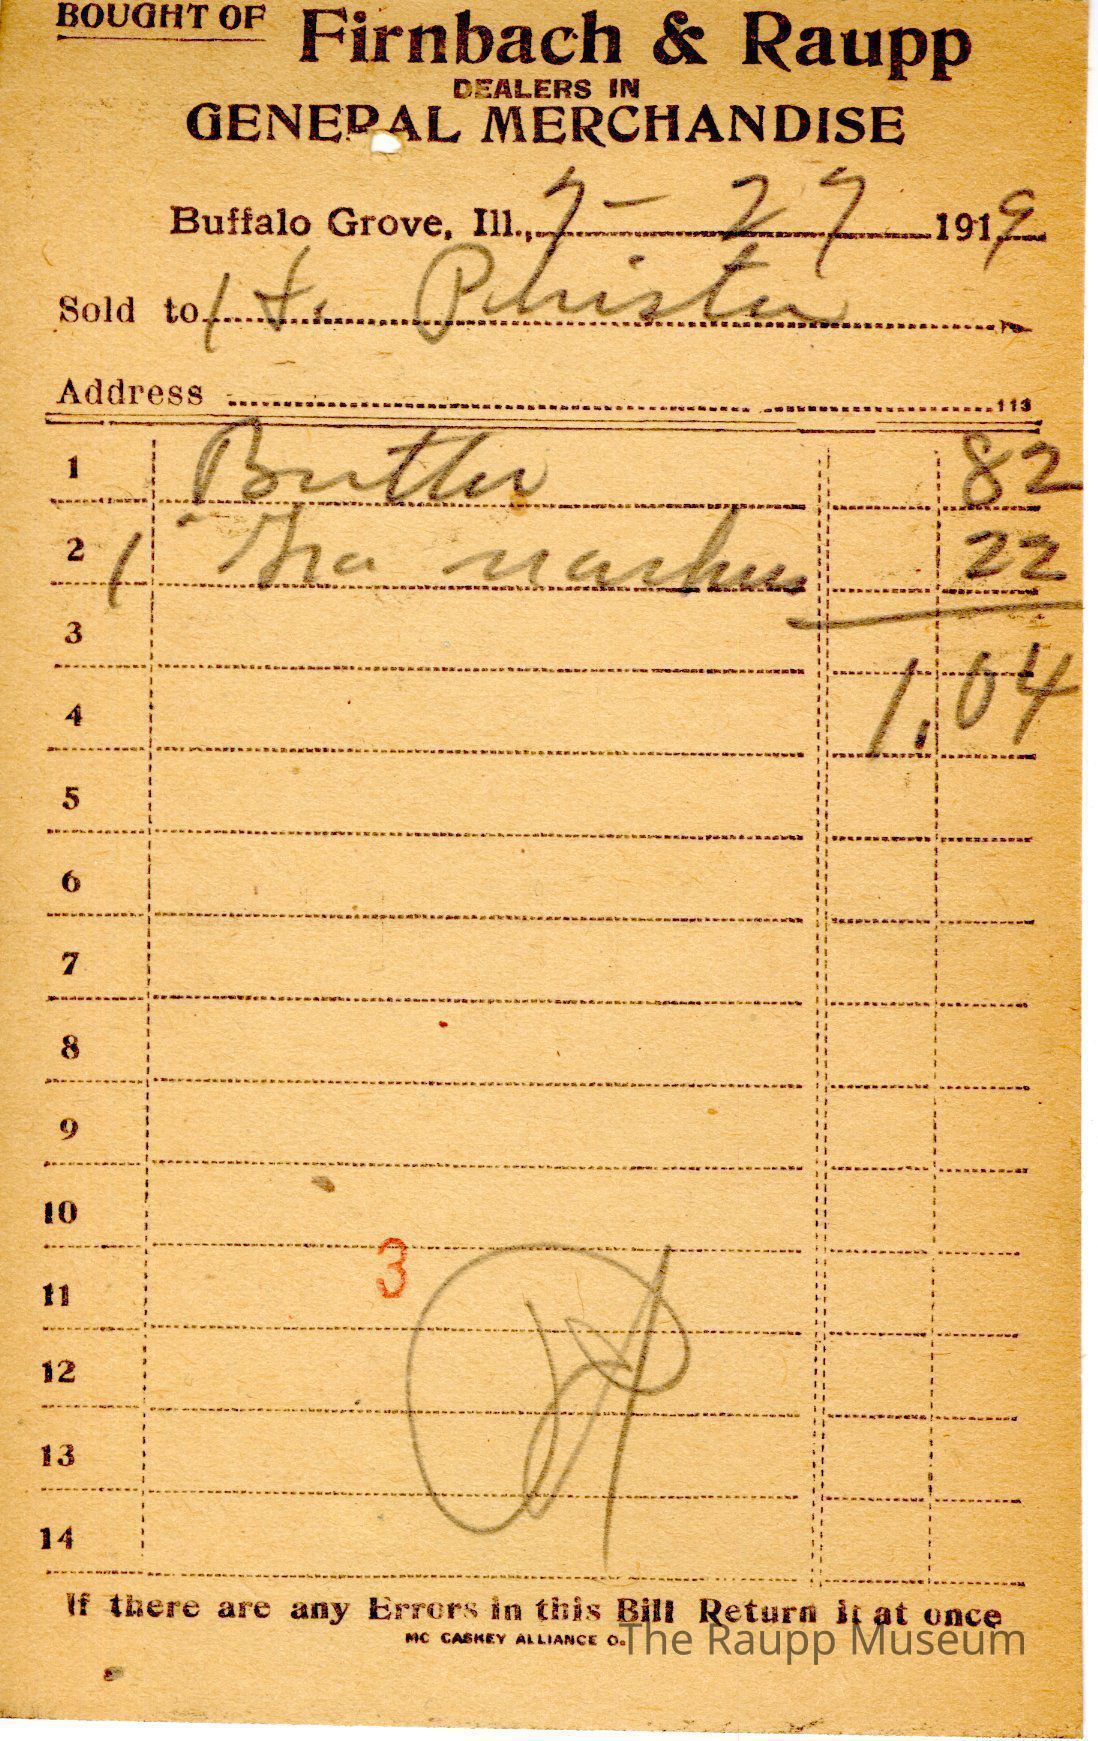 BOUGHT OF Firnbach & Raupp
DEALERS IN
GENERAL MERCHANDISE
Buffalo Grove, Ill., 7-27 1919
Sold to H. Phister
Address
113
1 Butter 82
2 1 22
3
4 1.04
5
6
7
8
9
10
3
11
12
13
14
If there are any Errors in this Bill Return it at once
MC CASKEY ALLIANCE O.
The Raupp Museum